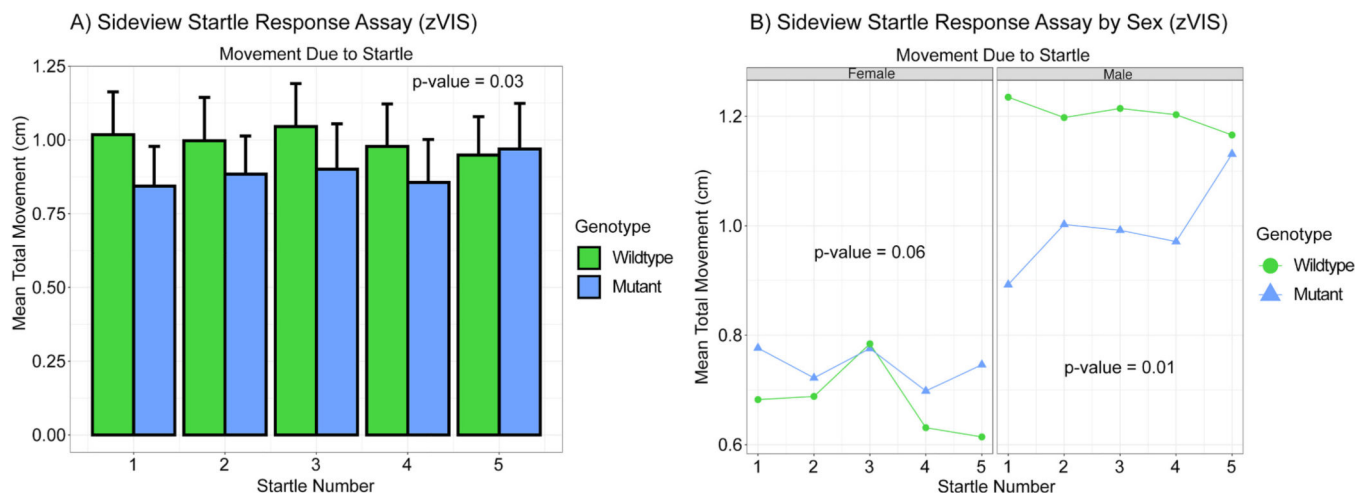 A) Sideview Startle Response Assay (zVIS)
Movement Due to Startle
p-value = 0.03
Mean Total Movement (cm)
1.25
1.00
0.75
0.50
0.25
0.00
1 2 3 4 5
Startle Number
Genotype
Wildtype
Mutant
B) Sideview Startle Response Assay by Sex (zVIS)
Movement Due to Startle
Female Male
Mean Total Movement (cm)
1.2
1.0
0.8
0.6
p-value = 0.06
p-value = 0.01
1 2 3 4 5 1 2 3 4 5
Startle Number
Genotype
Wildtype
Mutant